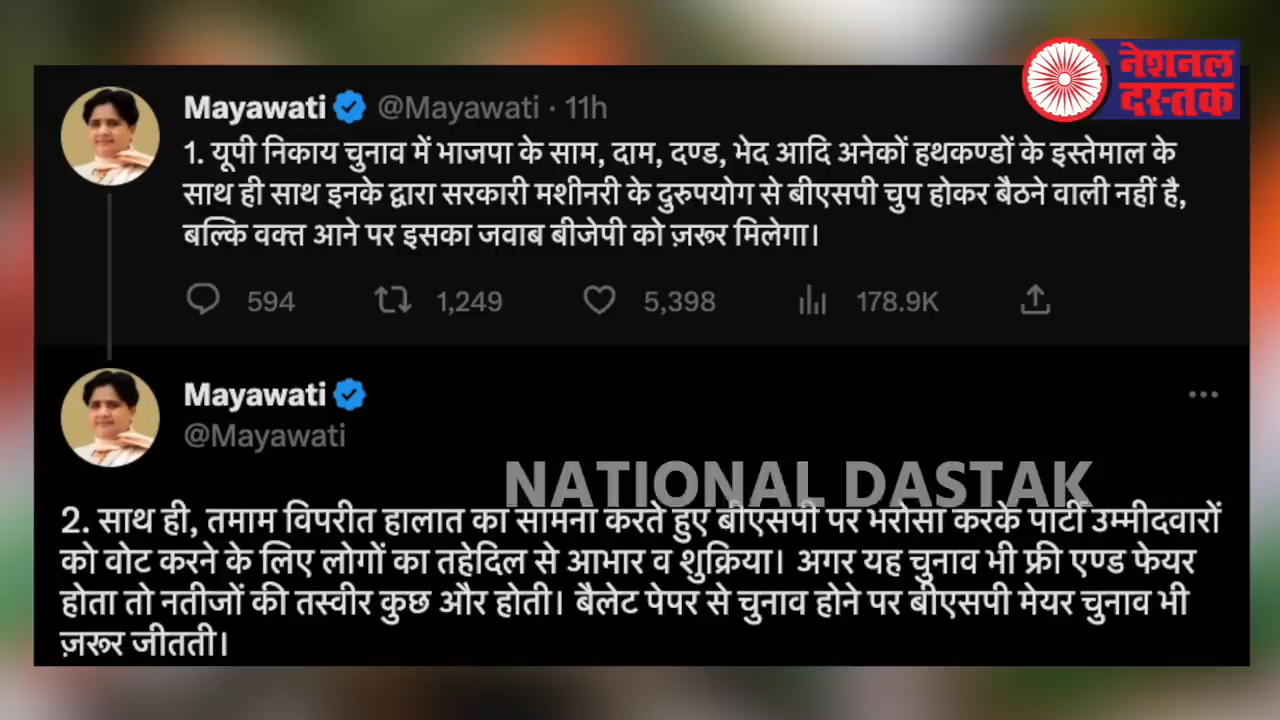 नेशनल
दस्तक
Mayawati @Mayawati · 11h
1. यूपी निकाय चुनाव में भाजपा के साम, दाम, दण्ड, भेद आदि अनेकों हथकण्डों के इस्तेमाल के
साथ ही साथ इनके द्वारा सरकारी मशीनरी के दुरुपयोग से बीएसपी चुप होकर बैठने वाली नहीं है,
बल्कि वक्त आने पर इसका जवाब बीजेपी को ज़रूर मिलेगा।
594 1,249 5,398 178.9K
Mayawati
@Mayawati
NATIONAL DASTAK
2. साथ ही, तमाम विपरीत हालात का सामना करते हुए बीएसपी पर भरोसा करके पार्टी उम्मीदवारों
को वोट करने के लिए लोगों का तहेदिल से आभार व शुक्रिया। अगर यह चुनाव भी फ्री एण्ड फेयर
होता तो नतीजों की तस्वीर कुछ और होती। बैलेट पेपर से चुनाव होने पर बीएसपी मेयर चुनाव भी
ज़रूर जीतती।